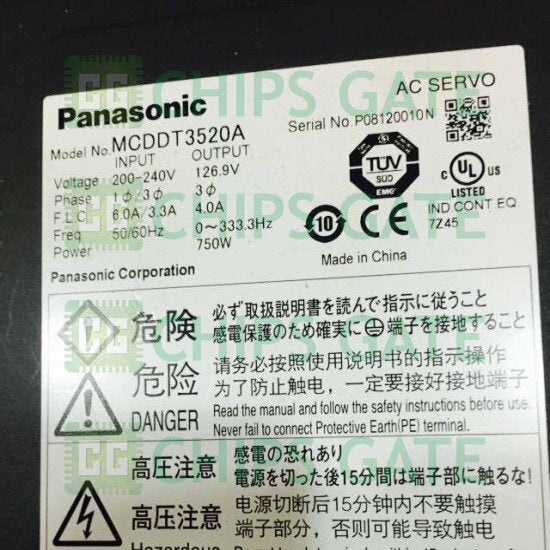 CHIPS GATE
AC SERVO
Panasonic
Model No. MCDDT3520A
Serial No. P08120010N
INPUT OUTPUT
Voltage 200-240V 126.9V
Phase 1φ/3φ 3φ
F.L.C 6.0A/3.3A 4.0A
Freq 50/60Hz 0~333.3Hz
Power 750W
TÜV
SÜD
EMC
c UL US
LISTED
IND CONT EQ.
7Z45
10
CE
Made in China
Panasonic Corporation
危険 必ず取扱説明書を読んで指示に従うこと
感電保護のため確実に⏚端子を接地すること
危险 请务必按照使用说明书的指示操作
为了防止触电，一定要接好接地端子
DANGER Read the manual and follow the safety instructions before use.
Never fail to connect Protective Earth(PE) terminal.
高圧注意 感電の恐れあり
電源を切った後15分間は端子部に触るな!
高压注意 电源切断后15分钟内不要触摸
端子部分，否则可能导致触电
Hazardous